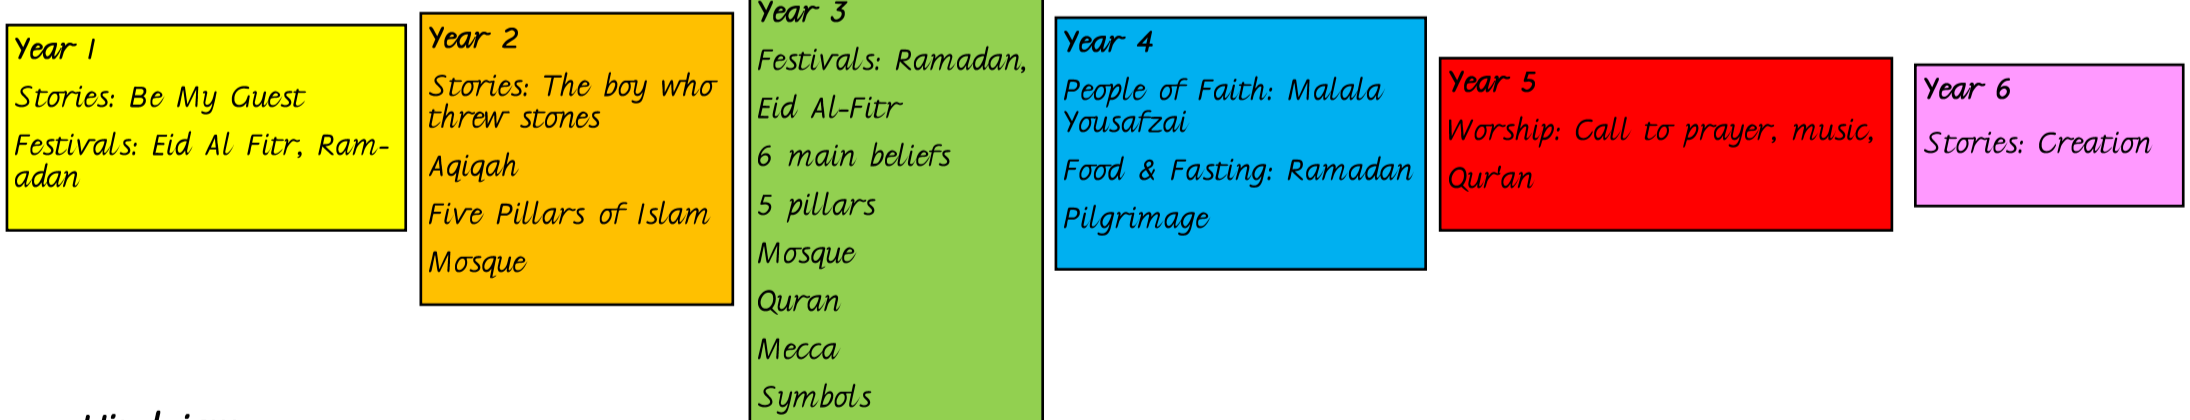 Year 1
Stories: Be My Guest
Festivals: Eid Al Fitr, Ram-
adan
Year 2
Stories: The boy who
threw stones
Aqiqah
Five Pillars of Islam
Mosque
Year 3
Festivals: Ramadan,
Eid Al-Fitr
6 main beliefs
5 pillars
Mosque
Quran
Mecca
Symbols
Year 4
People of Faith: Malala
Yousafzai
Food & Fasting: Ramadan
Pilgrimage
Year 5
Worship: Call to prayer, music,
Qur'an
Year 6
Stories: Creation